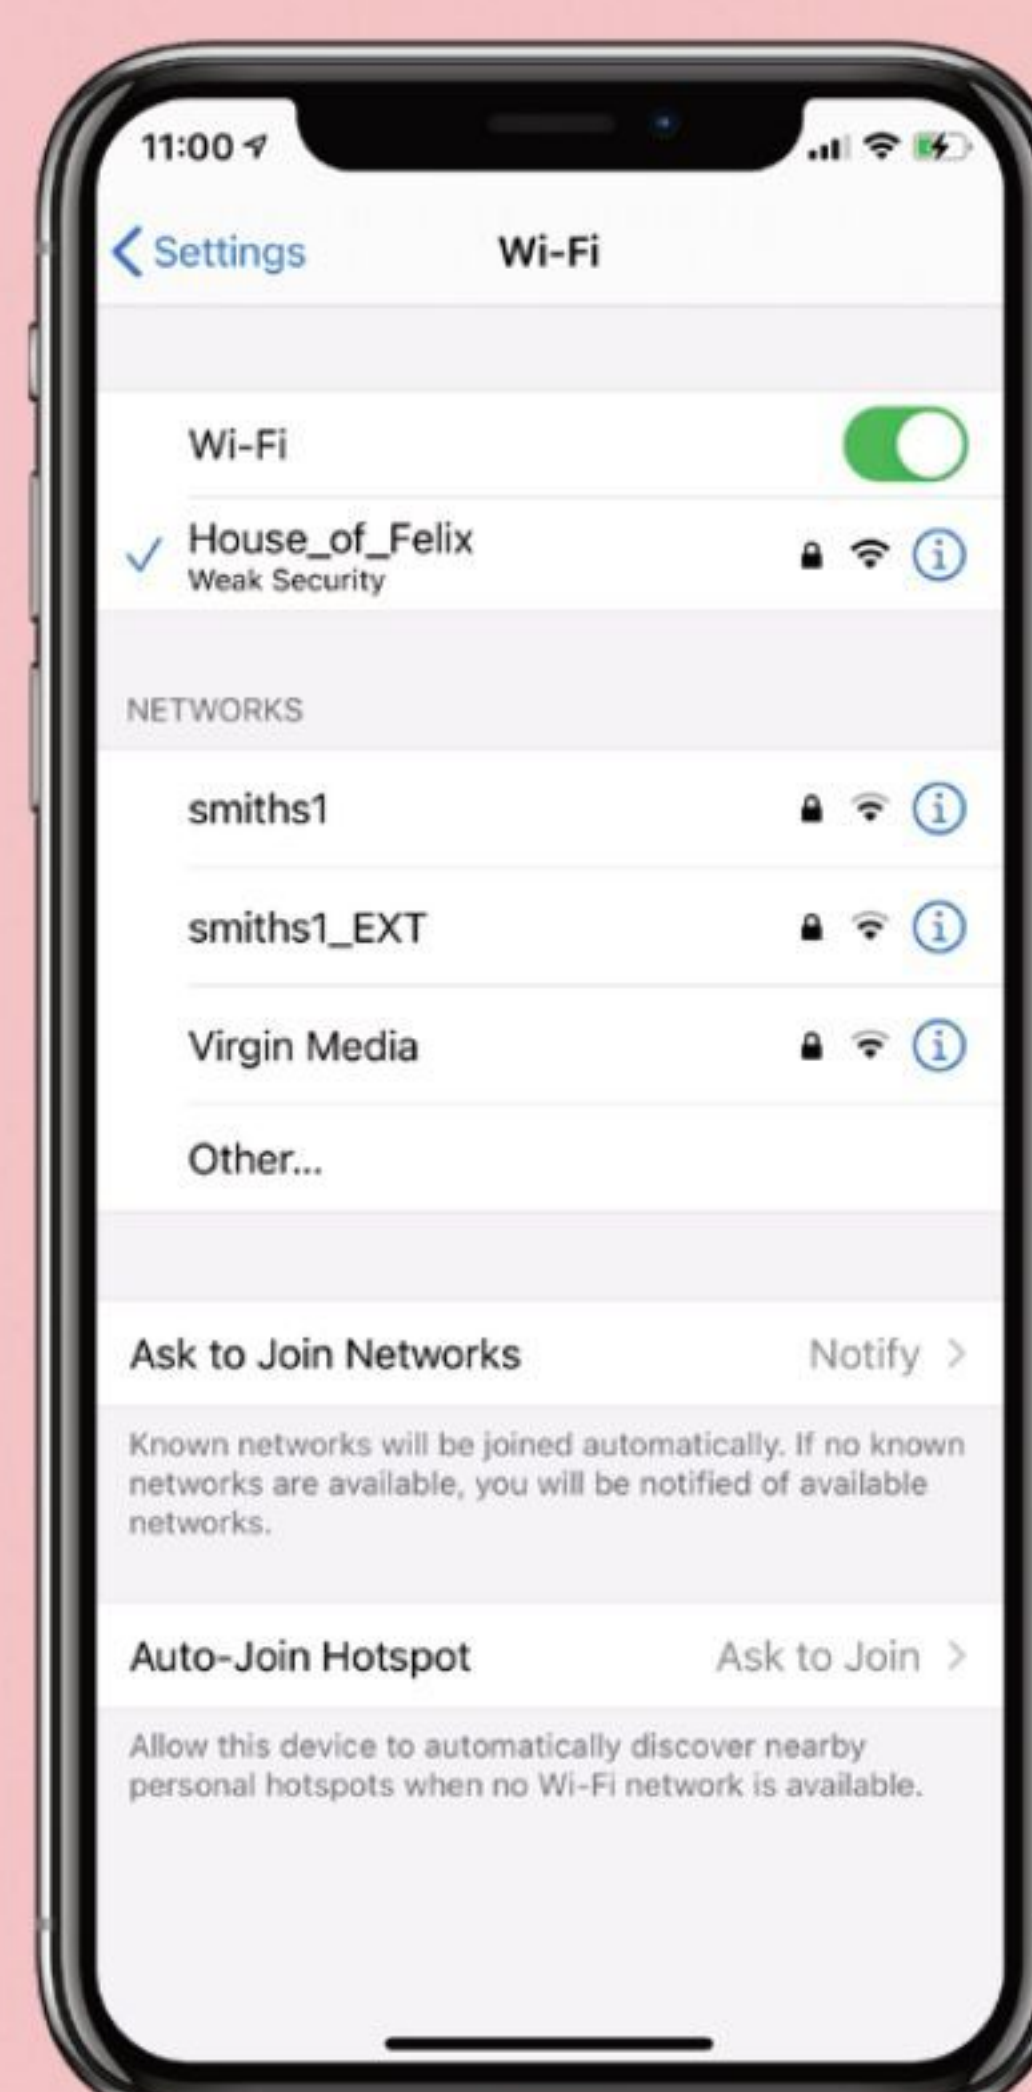 11:00
Settings
Wi-Fi
Wi-Fi
House_of_Felix
Weak Security
NETWORKS
smiths1
smiths1_EXT
Virgin Media
Other...
Ask to Join Networks
Notify
Known networks will be joined automatically. If no known
networks are available, you will be notified of available
networks.
Auto-Join Hotspot
Ask to Join
Allow this device to automatically discover nearby
personal hotspots when no Wi-Fi network is available.